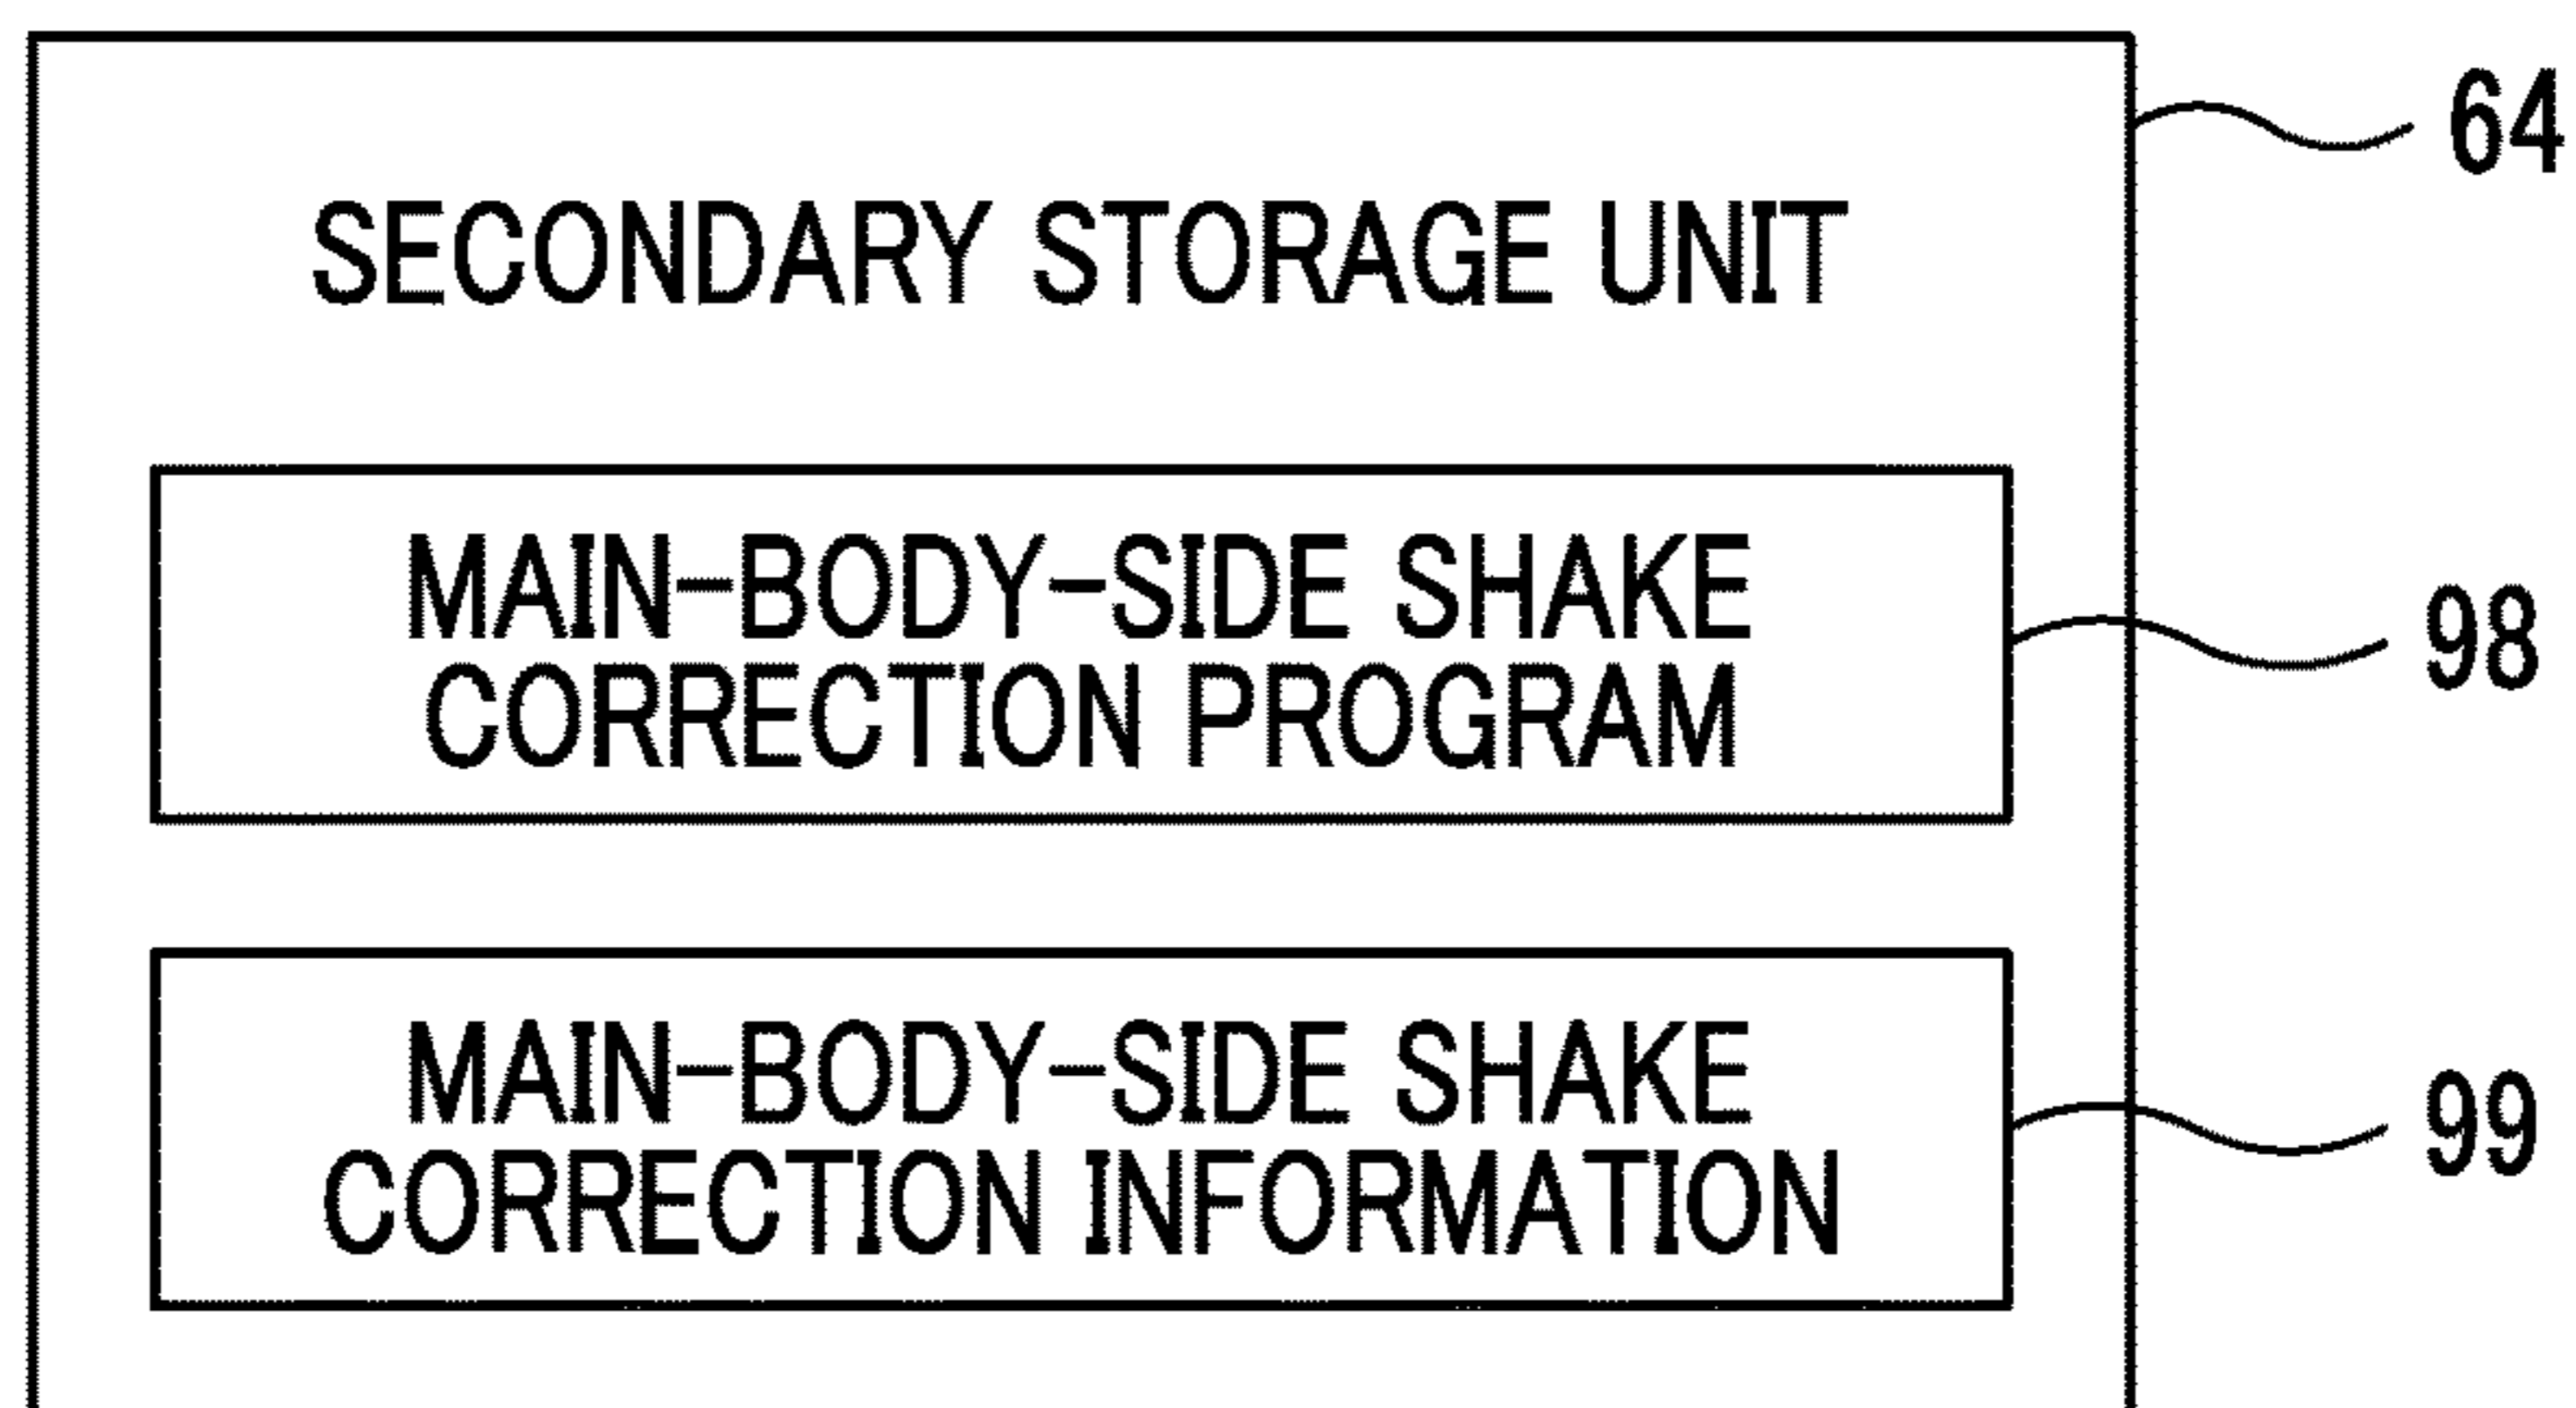 64
SECONDARY STORAGE UNIT
MAIN-BODY-SIDE SHAKE
CORRECTION PROGRAM
98
MAIN-BODY-SIDE SHAKE
CORRECTION INFORMATION
99